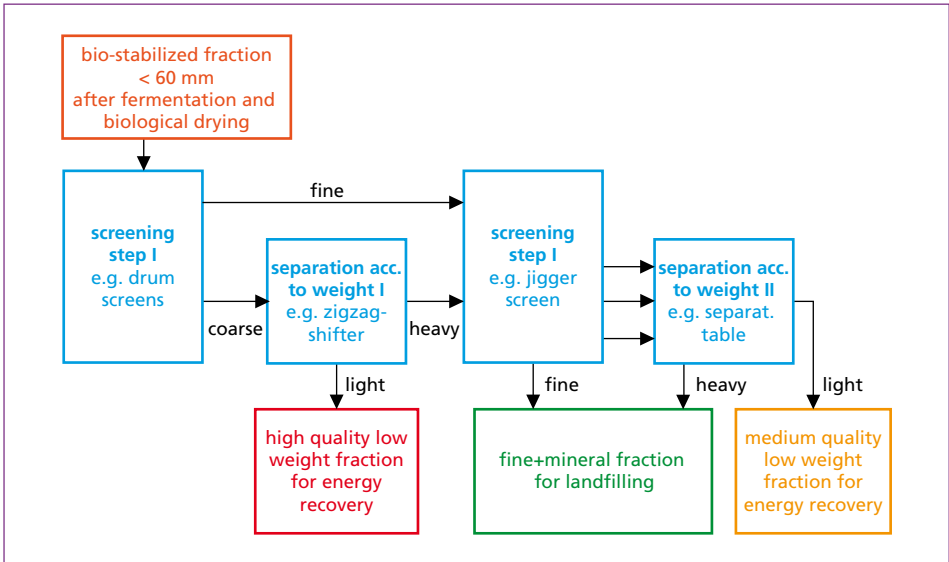 bio-stabilized fraction
< 60 mm
after fermentation and
biological drying
fine
screening
step I
e.g. drum
screens
coarse
separation acc.
to weight I
e.g. zigzag-
shifter
heavy
screening
step I
e.g. jigger
screen
separation acc.
to weight II
e.g. separat.
table
light
fine
heavy
light
high quality low
weight fraction
for energy
recovery
fine+mineral fraction
for landfilling
medium quality
low weight
fraction for
energy recovery